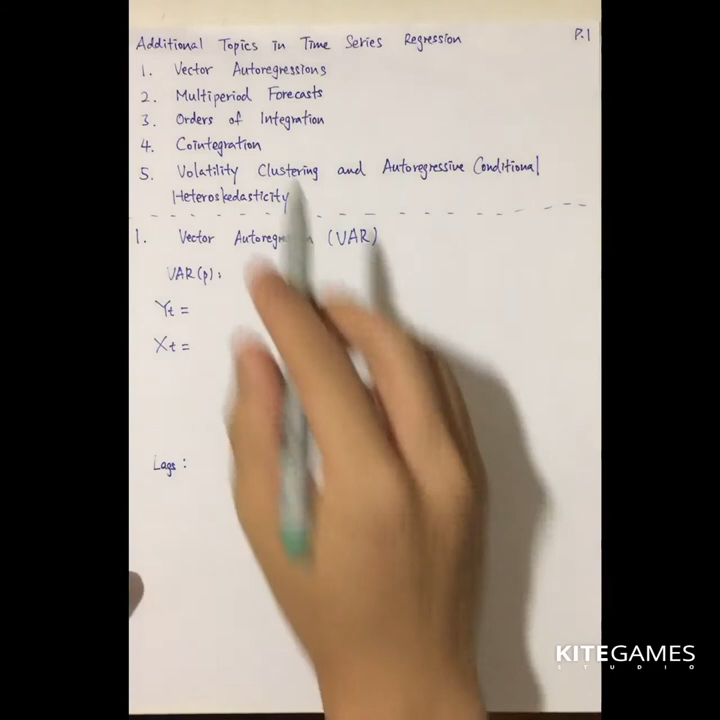 Additional Topics in Time Series Regression
P.1
1. Vector Autoregressions
2. Multiperiod Forecasts
3. Orders of Integration
4. Cointegration
5. Volatility Clustering and Autoregressive Conditional
Heteroskedasticity
1. Vector (VAR)
VAR(p):
Yt =
Xt =
Lags:
KITEGAMES
STUDIO